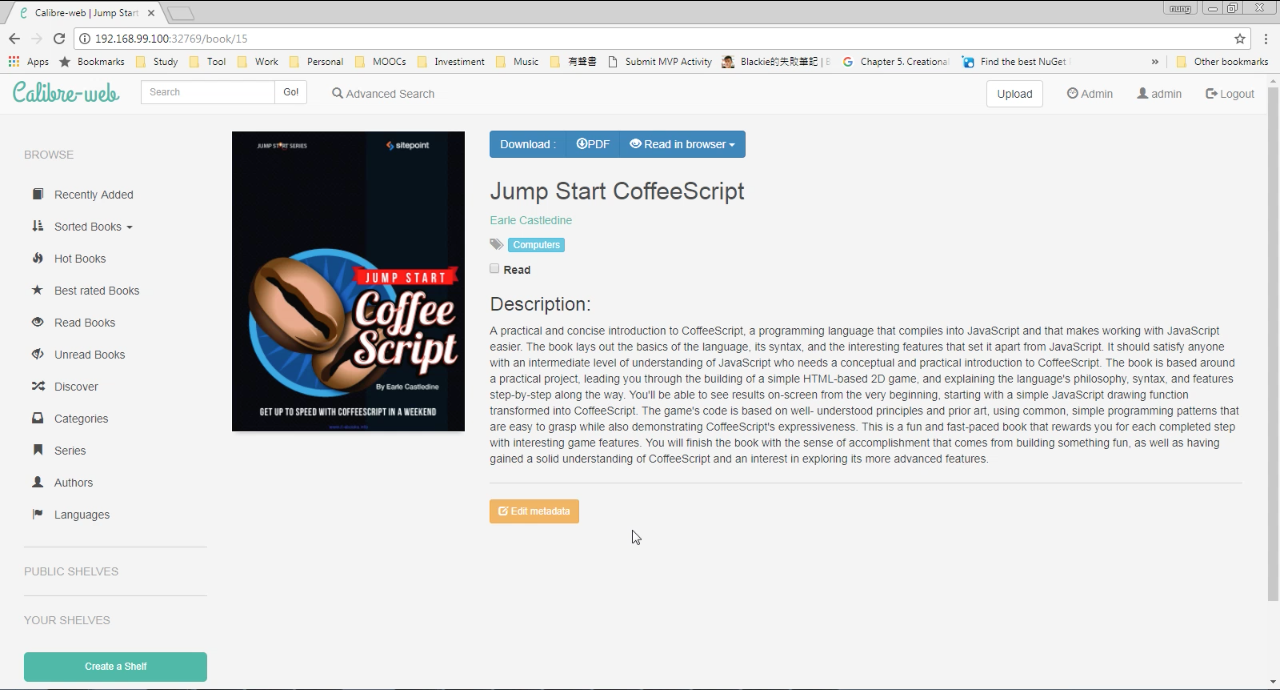 Calibre-web | Jump Start
192.168.99.100:32769/book/15
Apps Bookmarks Study Tool Work Personal MOOCs Investiment Music 有聲書 Submit MVP Activity Blackie的失敗筆記 | B Chapter 5. Creational Find the best NuGet » Other bookmarks
Calibre-web Search Go! Advanced Search Upload Admin admin Logout
BROWSE
Recently Added
Sorted Books
Hot Books
Best rated Books
Read Books
Unread Books
Discover
Categories
Series
Authors
Languages
PUBLIC SHELVES
YOUR SHELVES
Create a Shelf
JUMP START SERIES sitepoint
JUMP START
Coffee
Script
By Earle Castledine
GET UP TO SPEED WITH COFFEESCRIPT IN A WEEKEND
Download : PDF Read in browser
Jump Start CoffeeScript
Earle Castledine
Computers
Read
Description:
A practical and concise introduction to CoffeeScript, a programming language that compiles into JavaScript and that makes working with JavaScript
easier. The book lays out the basics of the language, its syntax, and the interesting features that set it apart from JavaScript. It should satisfy anyone
with an intermediate level of understanding of JavaScript who needs a conceptual and practical introduction to CoffeeScript. The book is based around
a practical project, leading you through the building of a simple HTML-based 2D game, and explaining the language's philosophy, syntax, and features
step-by-step along the way. You'll be able to see results on-screen from the very beginning, starting with a simple JavaScript drawing function
transformed into CoffeeScript. The game's code is based on well- understood principles and prior art, using common, simple programming patterns that
are easy to grasp while also demonstrating CoffeeScript's expressiveness. This is a fun and fast-paced book that rewards you for each completed step
with interesting game features. You will finish the book with the sense of accomplishment that comes from building something fun, as well as having
gained a solid understanding of CoffeeScript and an interest in exploring its more advanced features.
Edit metadata